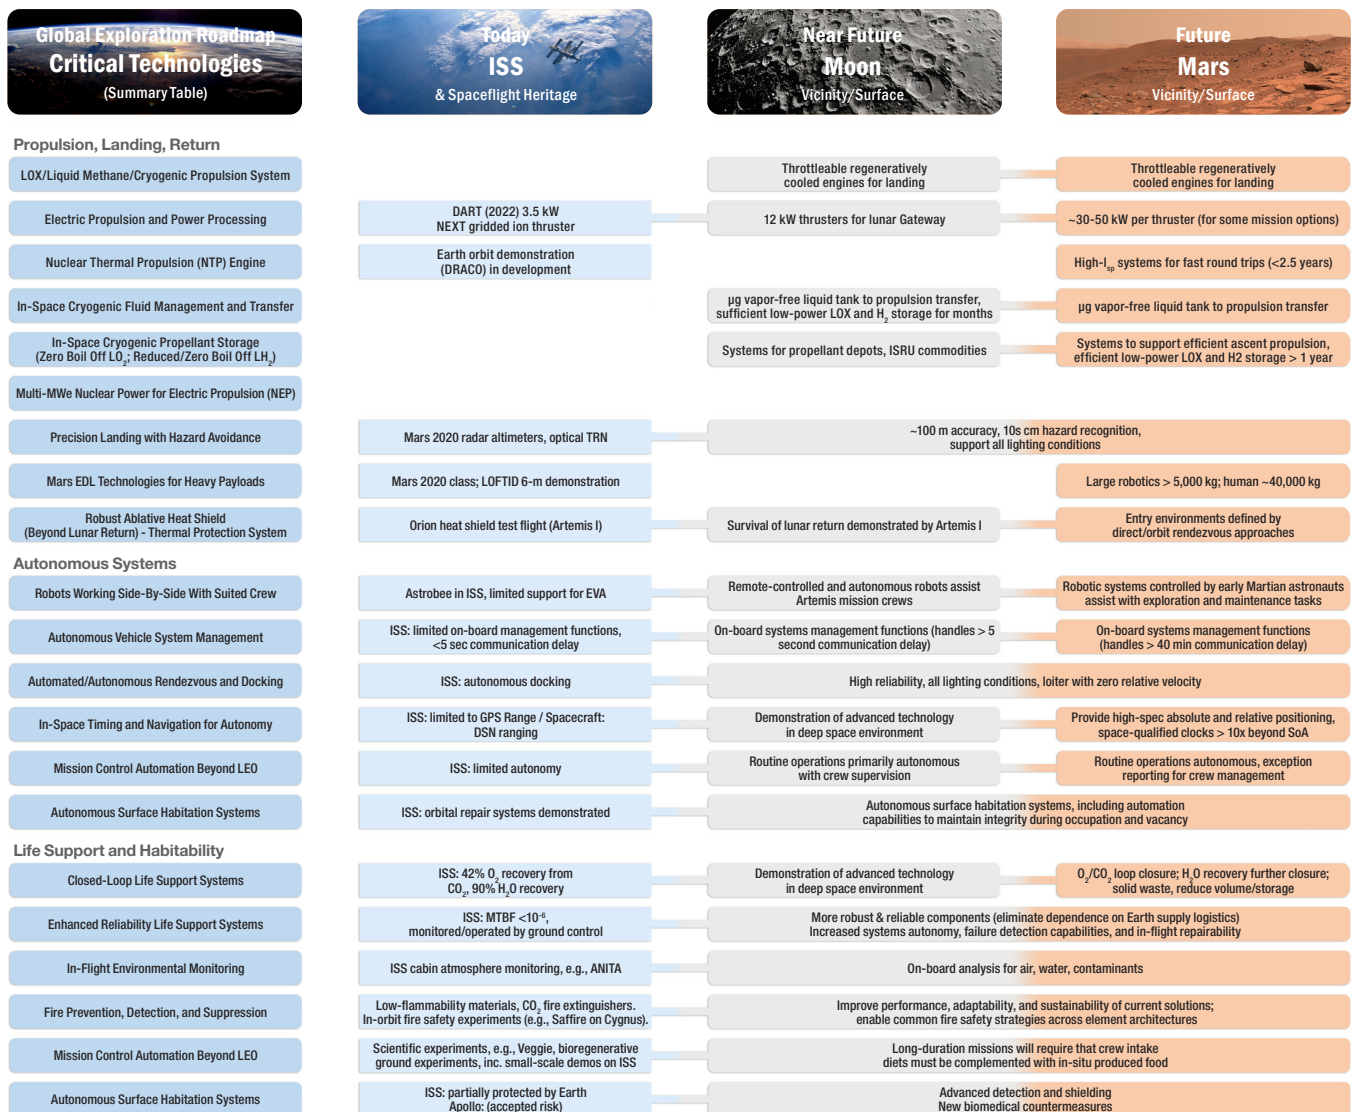 Global Exploration Roadmap
Critical Technologies
(Summary Table)
Today
ISS
& Spaceflight Heritage
Near Future
Moon
Vicinity/Surface
Future
Mars
Vicinity/Surface
Propulsion, Landing, Return
LOX/Liquid Methane/Cryogenic Propulsion System
Throttleable regeneratively
cooled engines for landing
Throttleable regeneratively
cooled engines for landing
Electric Propulsion and Power Processing
DART (2022) 3.5 kW
NEXT gridded ion thruster
12 kW thrusters for lunar Gateway
~30-50 kW per thruster (for some mission options)
Nuclear Thermal Propulsion (NTP) Engine
Earth orbit demonstration
(DRACO) in development
High-Isp systems for fast round trips (<2.5 years)
In-Space Cryogenic Fluid Management and Transfer
µg vapor-free liquid tank to propulsion transfer,
sufficient low-power LOX and H2 storage for months
µg vapor-free liquid tank to propulsion transfer
In-Space Cryogenic Propellant Storage
(Zero Boil Off LO2; Reduced/Zero Boil Off LH2)
Systems for propellant depots, ISRU commodities
Systems to support efficient ascent propulsion,
efficient low-power LOX and H2 storage > 1 year
Multi-MWe Nuclear Power for Electric Propulsion (NEP)
Precision Landing with Hazard Avoidance
Mars 2020 radar altimeters, optical TRN
~100 m accuracy, 10s cm hazard recognition,
support all lighting conditions
Mars EDL Technologies for Heavy Payloads
Mars 2020 class; LOFTID 6-m demonstration
Large robotics > 5,000 kg; human ~40,000 kg
Robust Ablative Heat Shield
(Beyond Lunar Return) - Thermal Protection System
Orion heat shield test flight (Artemis I)
Survival of lunar return demonstrated by Artemis I
Entry environments defined by
direct/orbit rendezvous approaches
Autonomous Systems
Robots Working Side-By-Side With Suited Crew
Astrobee in ISS, limited support for EVA
Remote-controlled and autonomous robots assist
Artemis mission crews
Robotic systems controlled by early Martian astronauts
assist with exploration and maintenance tasks
Autonomous Vehicle System Management
ISS: limited on-board management functions,
<5 sec communication delay
On-board systems management functions (handles > 5
second communication delay)
On-board systems management functions
(handles > 40 min communication delay)
Automated/Autonomous Rendezvous and Docking
ISS: autonomous docking
High reliability, all lighting conditions, loiter with zero relative velocity
In-Space Timing and Navigation for Autonomy
ISS: limited to GPS Range / Spacecraft:
DSN ranging
Demonstration of advanced technology
in deep space environment
Provide high-spec absolute and relative positioning,
space-qualified clocks > 10x beyond SoA
Mission Control Automation Beyond LEO
ISS: limited autonomy
Routine operations primarily autonomous
with crew supervision
Routine operations autonomous, exception
reporting for crew management
Autonomous Surface Habitation Systems
ISS: orbital repair systems demonstrated
Autonomous surface habitation systems, including automation
capabilities to maintain integrity during occupation and vacancy
Life Support and Habitability
Closed-Loop Life Support Systems
ISS: 42% O2 recovery from
CO2, 90% H2O recovery
Demonstration of advanced technology
in deep space environment
O2/CO2 loop closure; H2O recovery further closure;
solid waste, reduce volume/storage
Enhanced Reliability Life Support Systems
ISS: MTBF <10⁻⁶,
monitored/operated by ground control
More robust & reliable components (eliminate dependence on Earth supply logistics)
Increased systems autonomy, failure detection capabilities, and in-flight repairability
In-Flight Environmental Monitoring
ISS cabin atmosphere monitoring, e.g., ANITA
On-board analysis for air, water, contaminants
Fire Prevention, Detection, and Suppression
Low-flammability materials, CO2 fire extinguishers.
In-orbit fire safety experiments (e.g., Saffire on Cygnus).
Improve performance, adaptability, and sustainability of current solutions;
enable common fire safety strategies across element architectures
Mission Control Automation Beyond LEO
Scientific experiments, e.g., Veggie, bioregenerative
ground experiments, inc. small-scale demos on ISS
Long-duration missions will require that crew intake
diets must be complemented with in-situ produced food
Autonomous Surface Habitation Systems
ISS: partially protected by Earth
Apollo: (accepted risk)
Advanced detection and shielding
New biomedical countermeasures